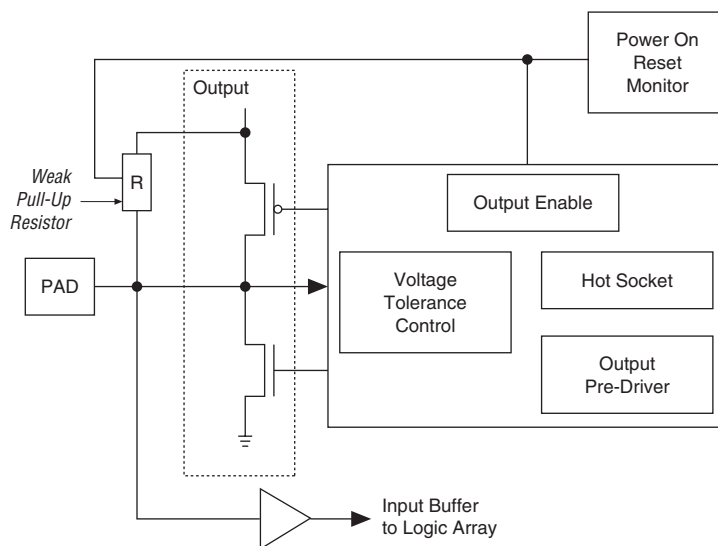 Power On
Reset
Monitor
Output
R
Weak
Pull-Up
Resistor
Output Enable
PAD
Voltage
Tolerance
Control
Hot Socket
Output
Pre-Driver
Input Buffer
to Logic Array